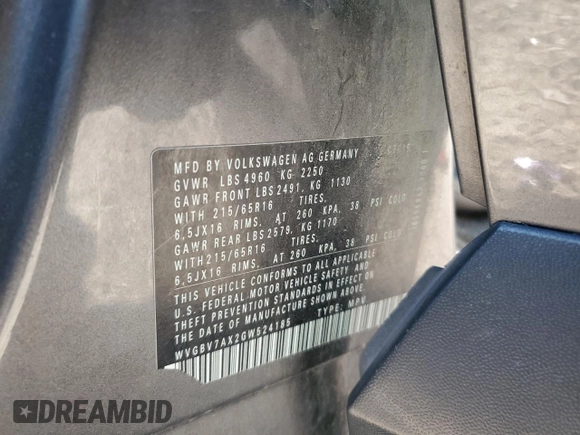 MFD BY VOLKSWAGEN AG GERMANY
GVWR LBS 4960 KG 2250
GAWR FRONT LBS 2491, KG 1130
WITH 215/65R16 TIRES.
6,5JX16 RIMS. AT 260 KPA, 38 PSI COLD
GAWR REAR LBS 2579, KG 1170
WITH 215/65R16 TIRES.
6,5JX16 RIMS. AT 260 KPA, 38 PSI COLD
THIS VEHICLE CONFORMS TO ALL APPLICABLE
U.S. FEDERAL MOTOR VEHICLE SAFETY AND
THEFT PREVENTION STANDARDS IN EFFECT ON
THE DATE OF MANUFACTURE SHOWN ABOVE.
WVGBV7AX2GW524185 TYPE: MPV
DREAMBID